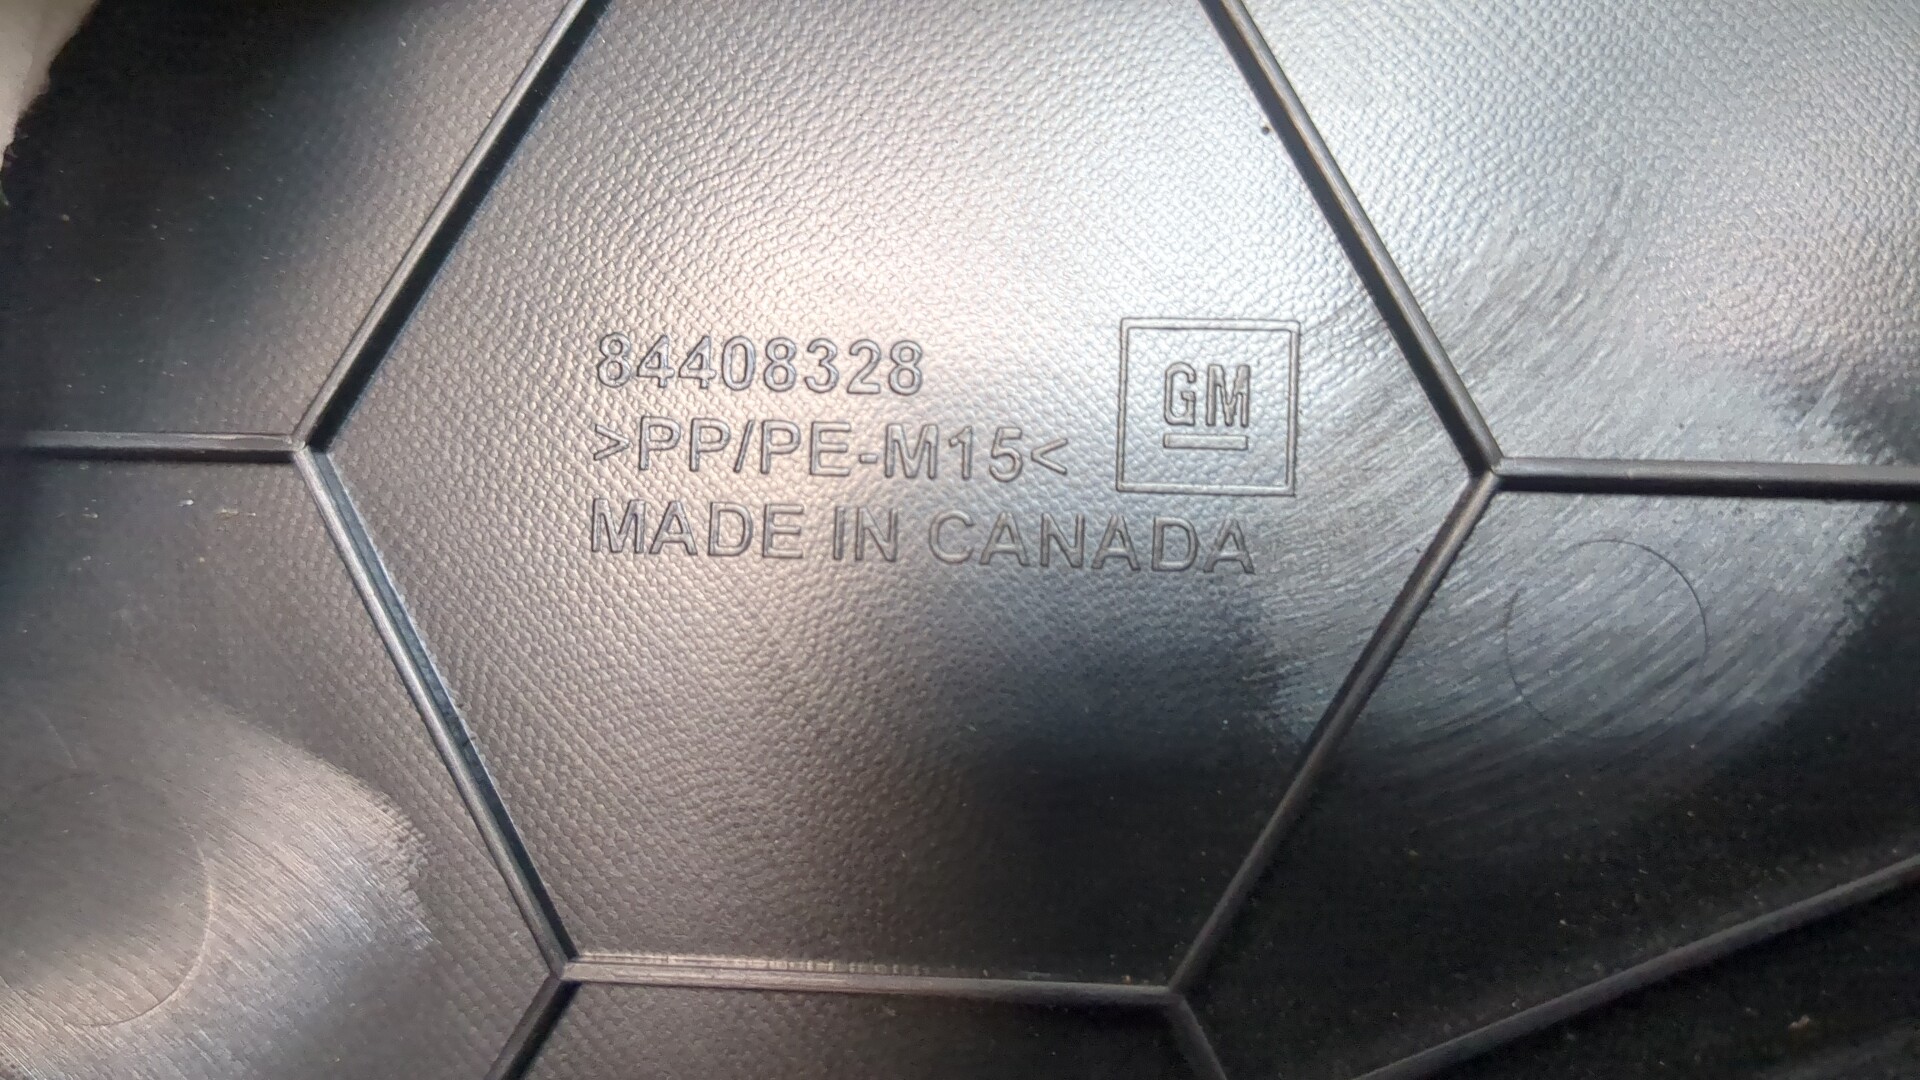 84408328
>PP/PE-M15<
GM
MADE IN CANADA